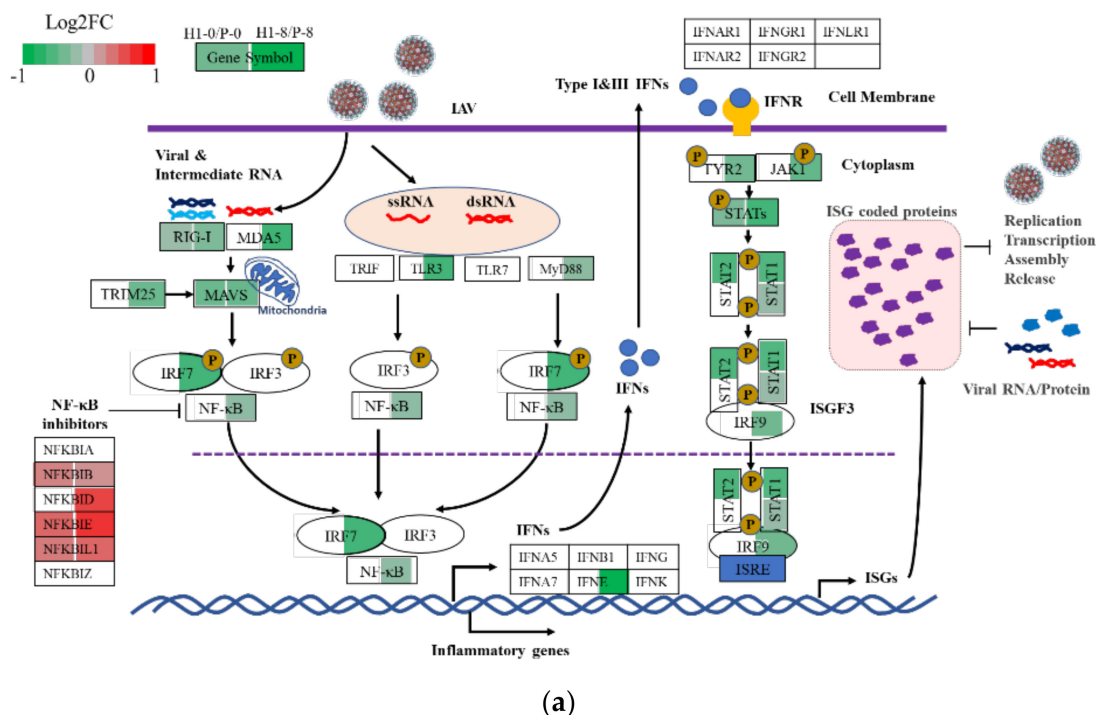 Log2FC
-1 0 1
H1-0/P-0 H1-8/P-8
Gene Symbol
IAV
Type I&III IFNs
IFNAR1 IFNGR1 IFNLR1
IFNAR2 IFNGR2
IFNR
Cell Membrane
Viral &
Intermediate RNA
Cytoplasm
P P
TYR2 JAK1
ssRNA dsRNA
RIG-I MDA5
P
STATs
ISG coded proteins
Replication
Transcription
Assembly
Release
TRIF TLR3 TLR7 MyD88
TRIM25 MAVS
Mitochondria
P
STAT2 STAT1
P
IRF7 P IRF3 P
IRF3 P
IRF7 P
IFNs
P
STAT2 STAT1
P
IRF9
ISGF3
Viral RNA/Protein
NF-κB
inhibitors
NF-κB
NF-κB
NF-κB
NFKBIA
NFKBIB
NFKBID
NFKBIE
NFKBIL1
NFKBIZ
IRF7 IRF3
NF-κB
IFNs
IFNA5 IFNB1 IFNG
IFNA7 IFNE IFNK
P
STAT2 STAT1
P
IRF9
ISRE
ISGs
Inflammatory genes
(a)